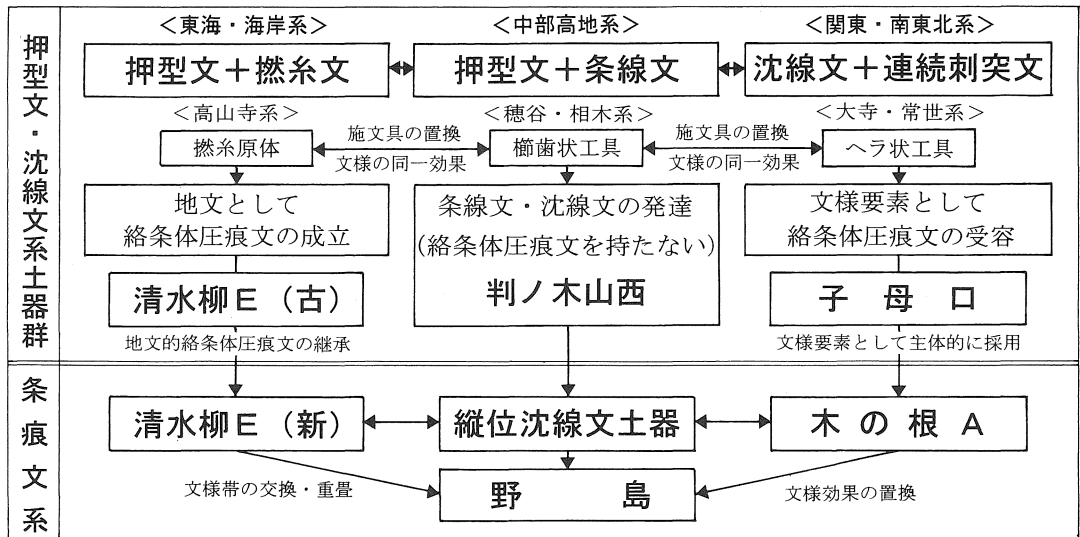 押型文・沈線文系土器群
＜東海・海岸系＞
＜中部高地系＞
＜関東・南東北系＞
押型文＋撚糸文
押型文＋条線文
沈線文＋連続刺突文
＜高山寺系＞
＜穂谷・相木系＞
＜大寺・常世系＞
撚糸原体
施文具の置換
文様の同一効果
櫛歯状工具
施文具の置換
文様の同一効果
ヘラ状工具
地文として
絡条体圧痕文の成立
条線文・沈線文の発達
(絡条体圧痕文を持たない)
判ノ木山西
文様要素として
絡条体圧痕文の受容
清水柳E（古）
子母口
地文的絡条体圧痕文の継承
文様要素として主体的に採用
条痕文系
清水柳E（新）
縦位沈線文土器
木の根A
文様帯の交換・重畳
野島
文様効果の置換